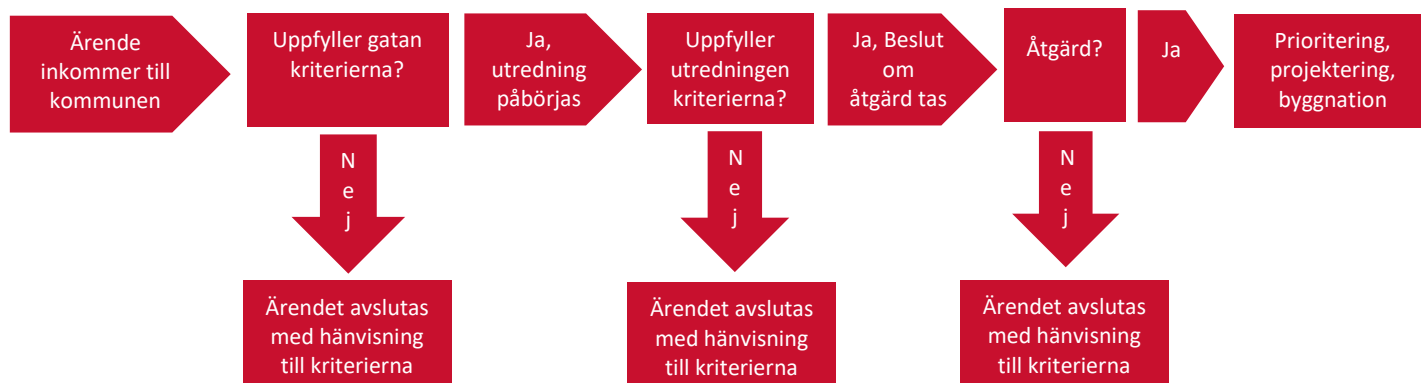 Ärende
inkommer till
kommunen
Uppfyller gatan
kriterierna?
Ja,
utredning
påbörjas
Uppfyller
utredningen
kriterierna?
Ja, Beslut
om
åtgärd tas
Åtgärd?
Ja
Prioritering,
projektering,
byggnation
N
e
j
N
e
j
N
e
j
Ärendet avslutas
med hänvisning
till kriterierna
Ärendet avslutas
med hänvisning
till kriterierna
Ärendet avslutas
med hänvisning
till kriterierna